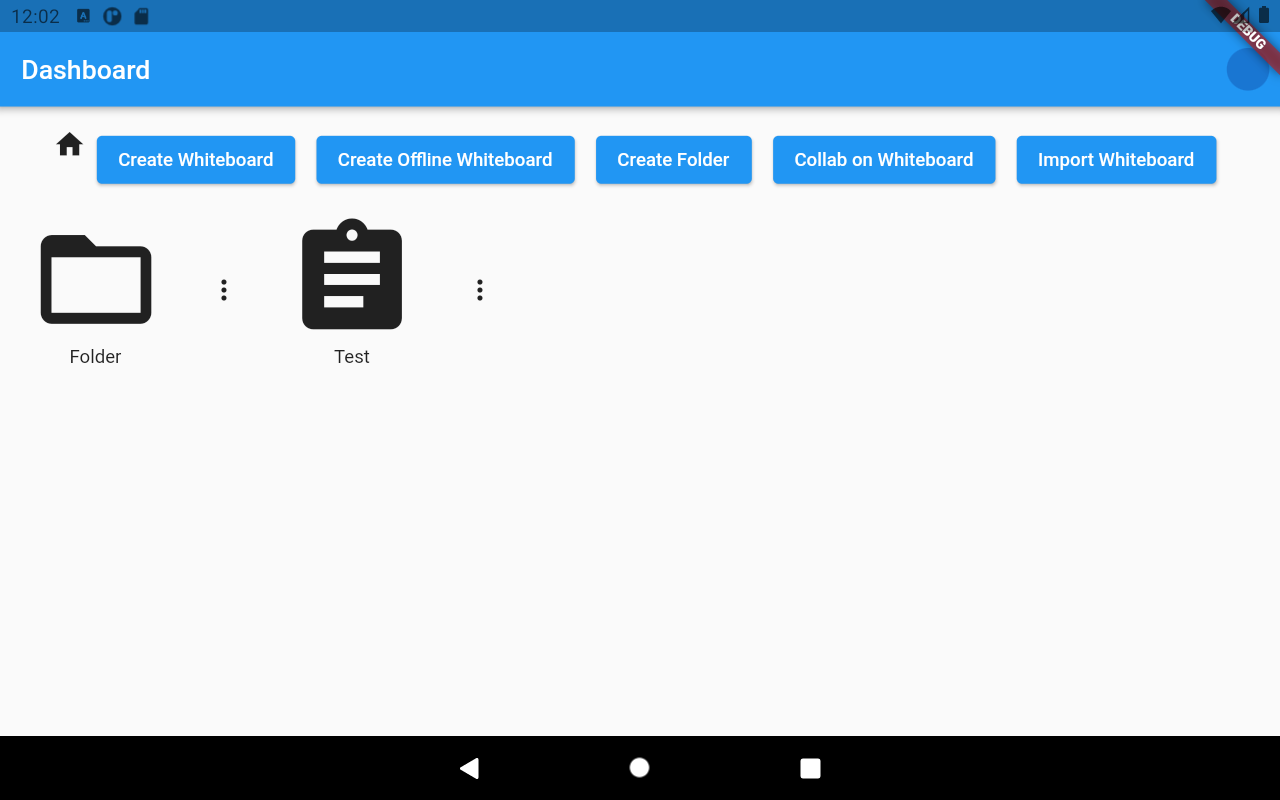 12:02
DEBUG
Dashboard
Create Whiteboard Create Offline Whiteboard Create Folder Collab on Whiteboard Import Whiteboard
Folder Test